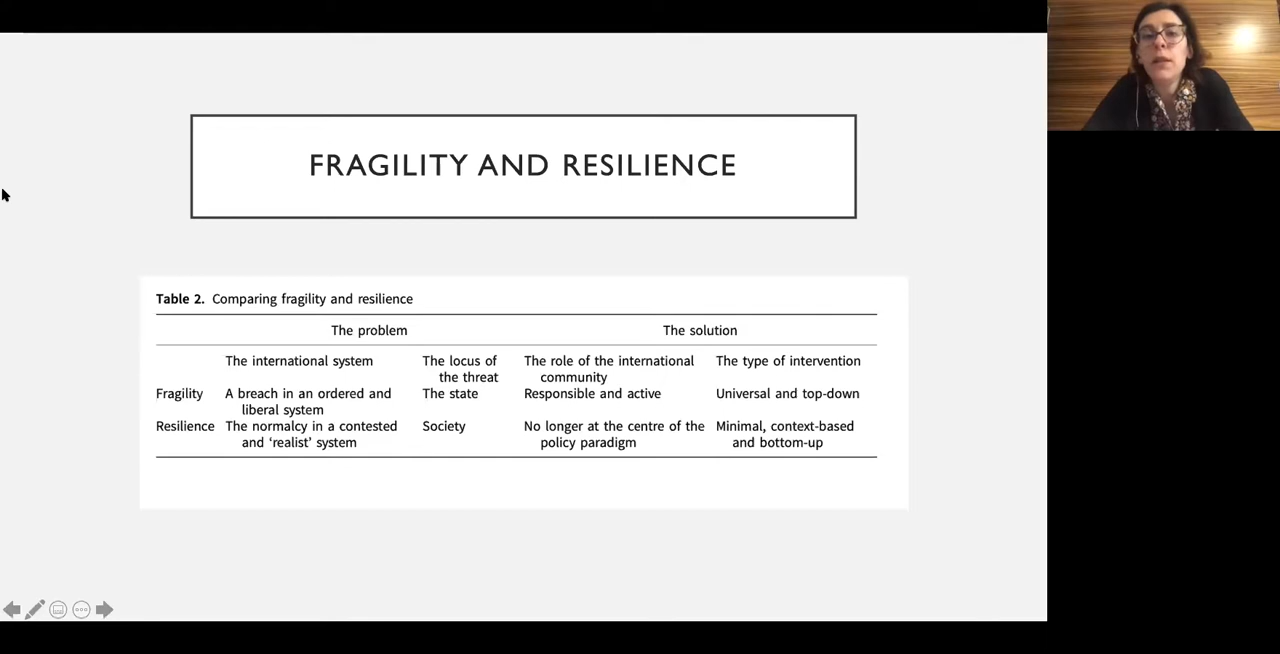 FRAGILITY AND RESILIENCE
Table 2. Comparing fragility and resilience
The problem The solution
The international system The locus of the threat The role of the international community The type of intervention
Fragility A breach in an ordered and liberal system The state Responsible and active Universal and top-down
Resilience The normalcy in a contested and ‘realist’ system Society No longer at the centre of the policy paradigm Minimal, context-based and bottom-up